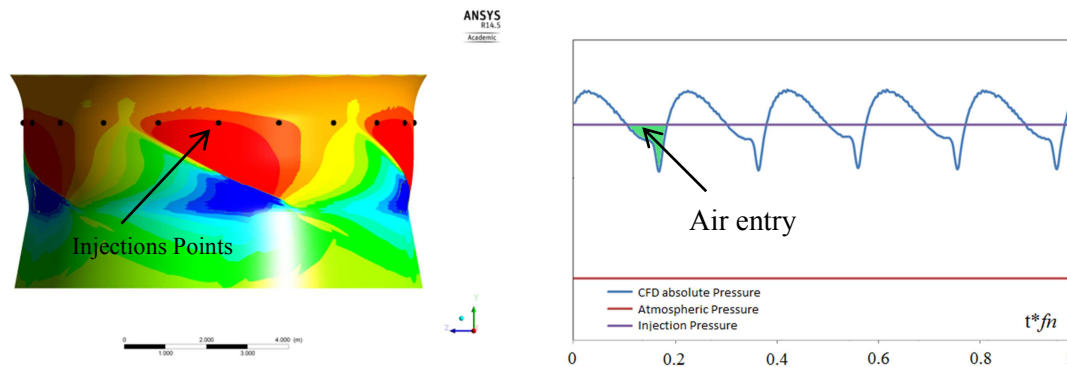 ANSYS
R14.5
Academic
Injections Points
0
2.000
4.000 (m)
1.000
3.000
Y
Z
Air entry
CFD absolute Pressure
Atmospheric Pressure
Injection Pressure
t*fn
0
0.2
0.4
0.6
0.8